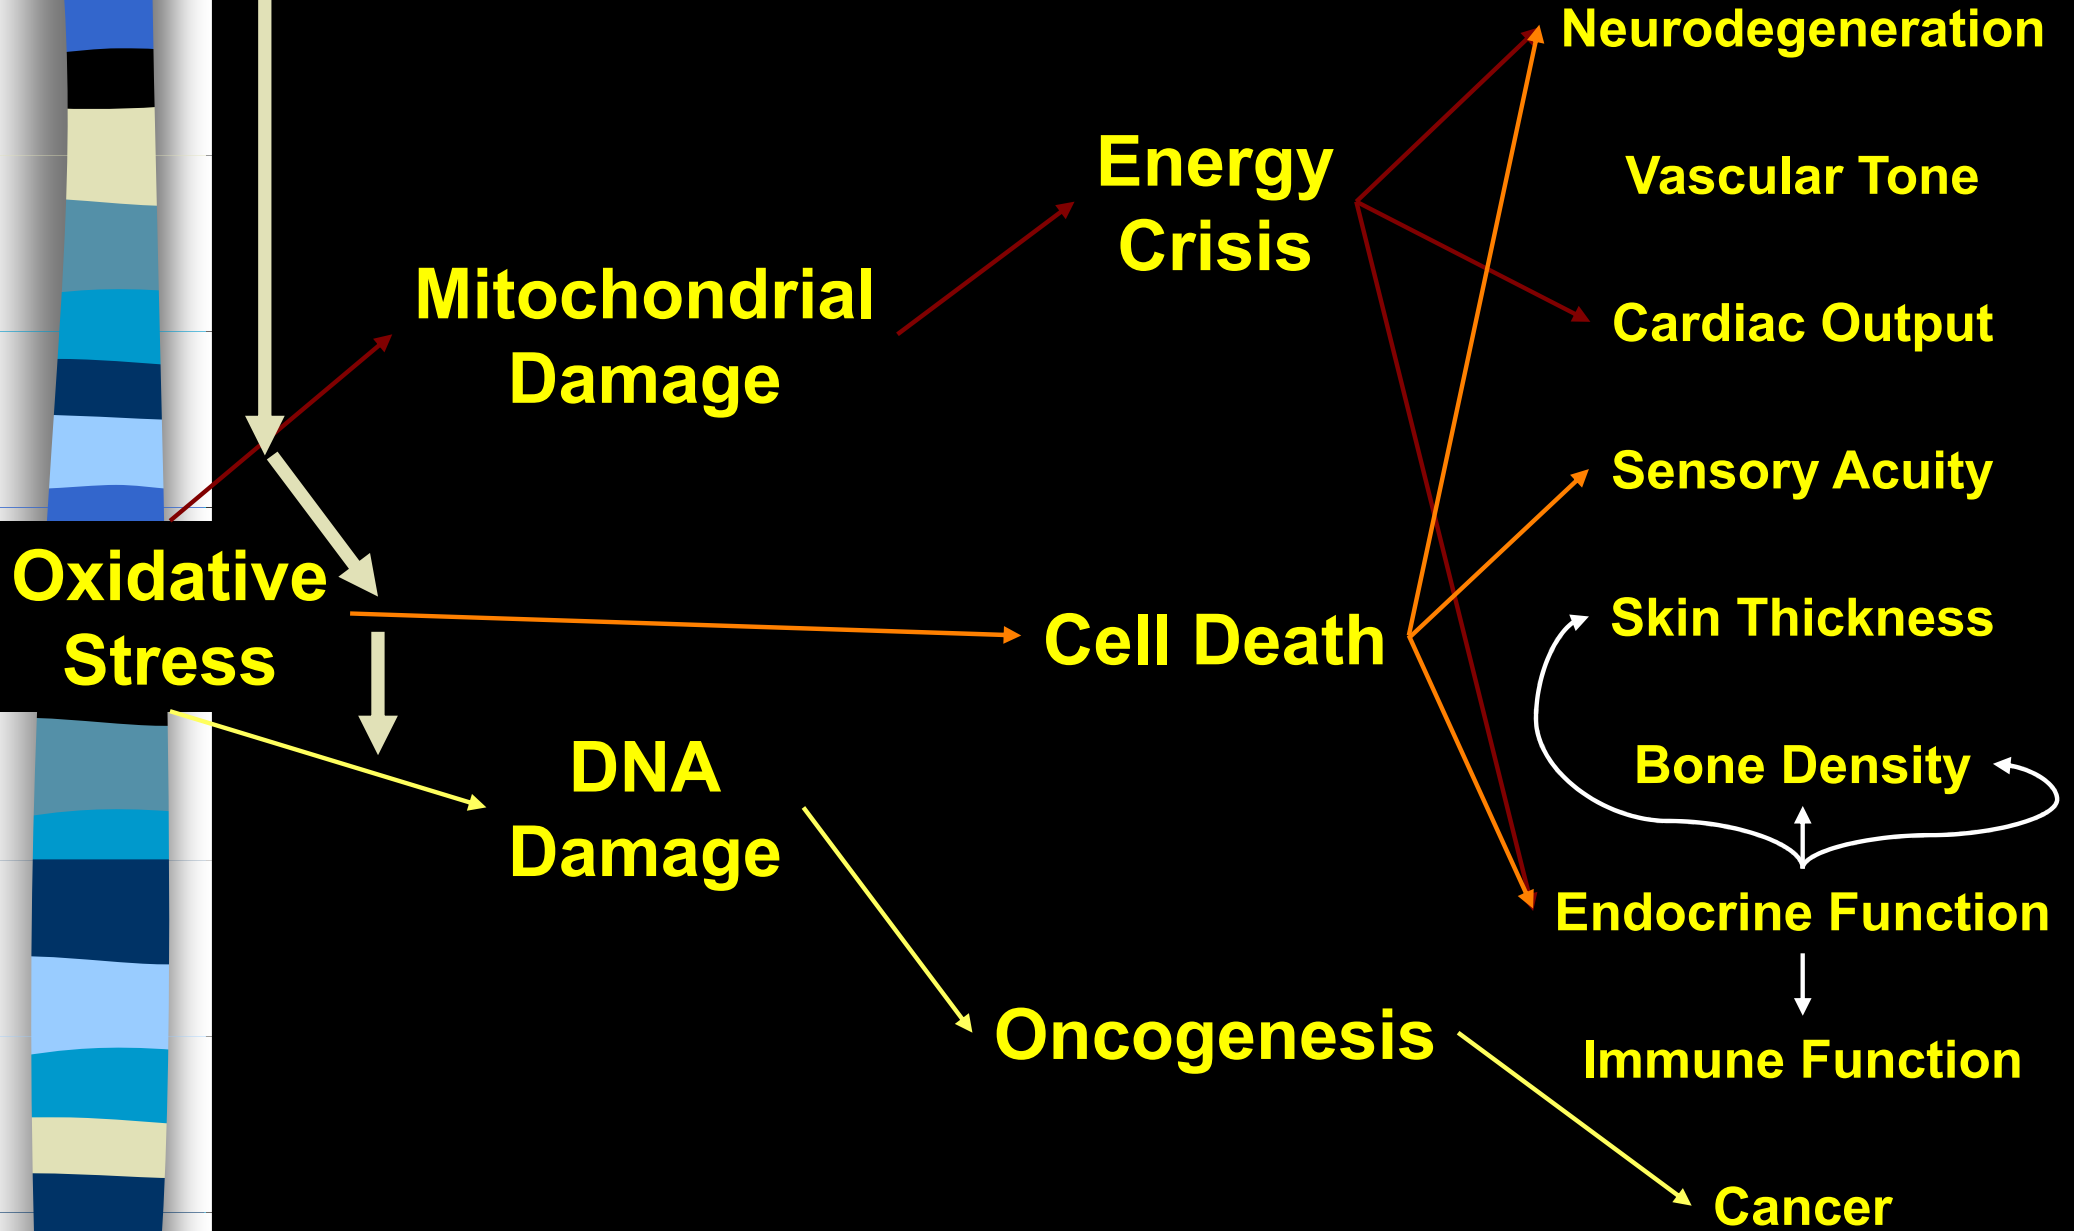 Neurodegeneration
Energy
Crisis
Vascular Tone
Mitochondrial
Damage
Cardiac Output
Sensory Acuity
Oxidative
Stress
Cell Death
Skin Thickness
DNA
Damage
Bone Density
Endocrine Function
Oncogenesis
Immune Function
Cancer